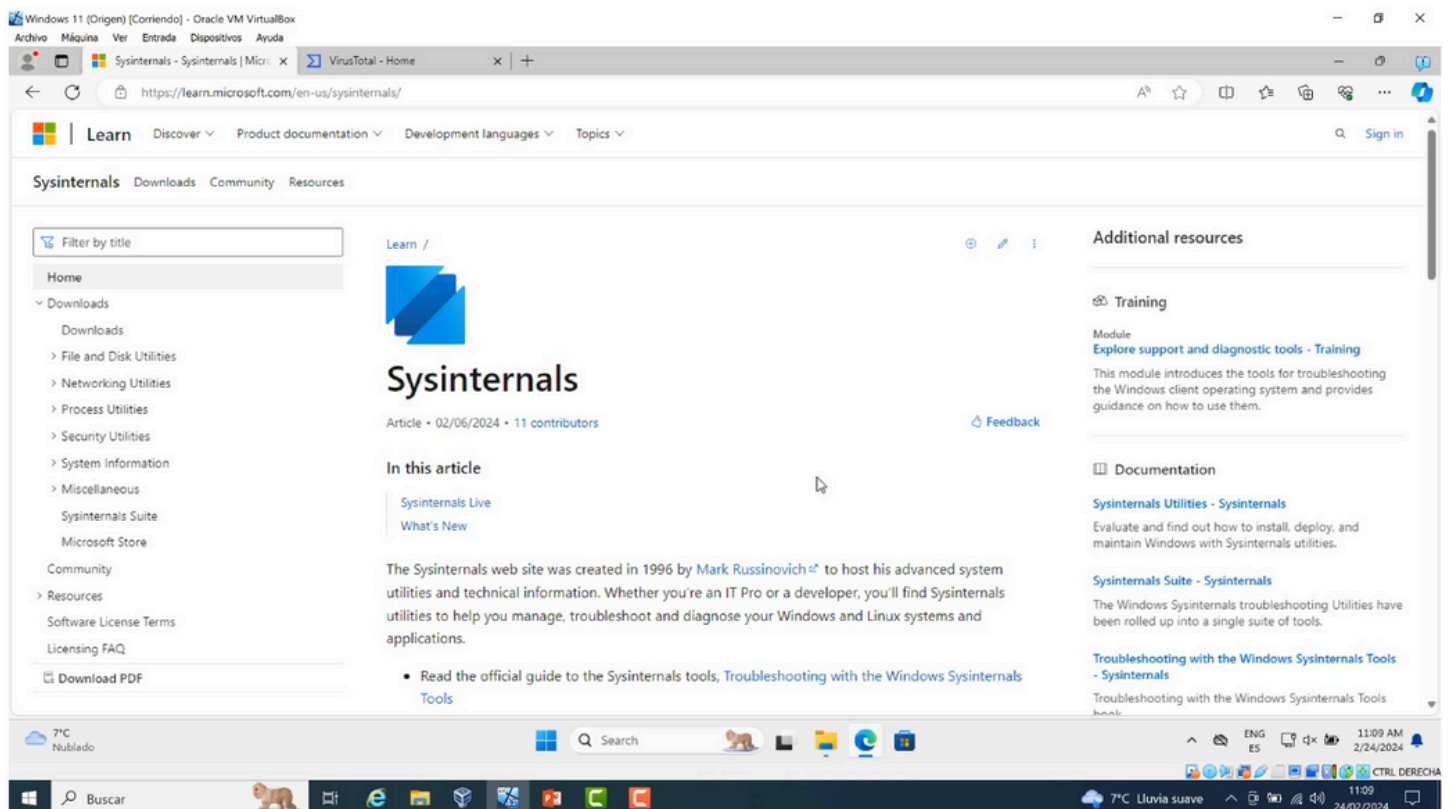 Windows 11 (Origen) [Corriendo] - Oracle VM VirtualBox
Archivo Máquina Ver Entrada Dispositivos Ayuda
Sysinternals - Sysinternals | Micr
VirusTotal - Home
https://learn.microsoft.com/en-us/sysinternals/
Learn Discover Product documentation Development languages Topics
Sign in
Sysinternals Downloads Community Resources
Filter by title
Home
Downloads
Downloads
File and Disk Utilities
Networking Utilities
Process Utilities
Security Utilities
System Information
Miscellaneous
Sysinternals Suite
Microsoft Store
Community
Resources
Software License Terms
Licensing FAQ
Download PDF
Learn /
Sysinternals
Article • 02/06/2024 • 11 contributors
Feedback
In this article
Sysinternals Live
What's New
The Sysinternals web site was created in 1996 by Mark Russinovich to host his advanced system
utilities and technical information. Whether you're an IT Pro or a developer, you'll find Sysinternals
utilities to help you manage, troubleshoot and diagnose your Windows and Linux systems and
applications.
• Read the official guide to the Sysinternals tools, Troubleshooting with the Windows Sysinternals
Tools
Additional resources
Training
Module
Explore support and diagnostic tools - Training
This module introduces the tools for troubleshooting
the Windows client operating system and provides
guidance on how to use them.
Documentation
Sysinternals Utilities - Sysinternals
Evaluate and find out how to install, deploy, and
maintain Windows with Sysinternals utilities.
Sysinternals Suite - Sysinternals
The Windows Sysinternals troubleshooting Utilities have
been rolled up into a single suite of tools.
Troubleshooting with the Windows Sysinternals Tools
- Sysinternals
Troubleshooting with the Windows Sysinternals Tools
book
7°C
Nublado
Search
ENG
ES
11:09 AM
2/24/2024
CTRL DERECHA
Buscar
7°C Lluvia suave
11:09
24/02/2024